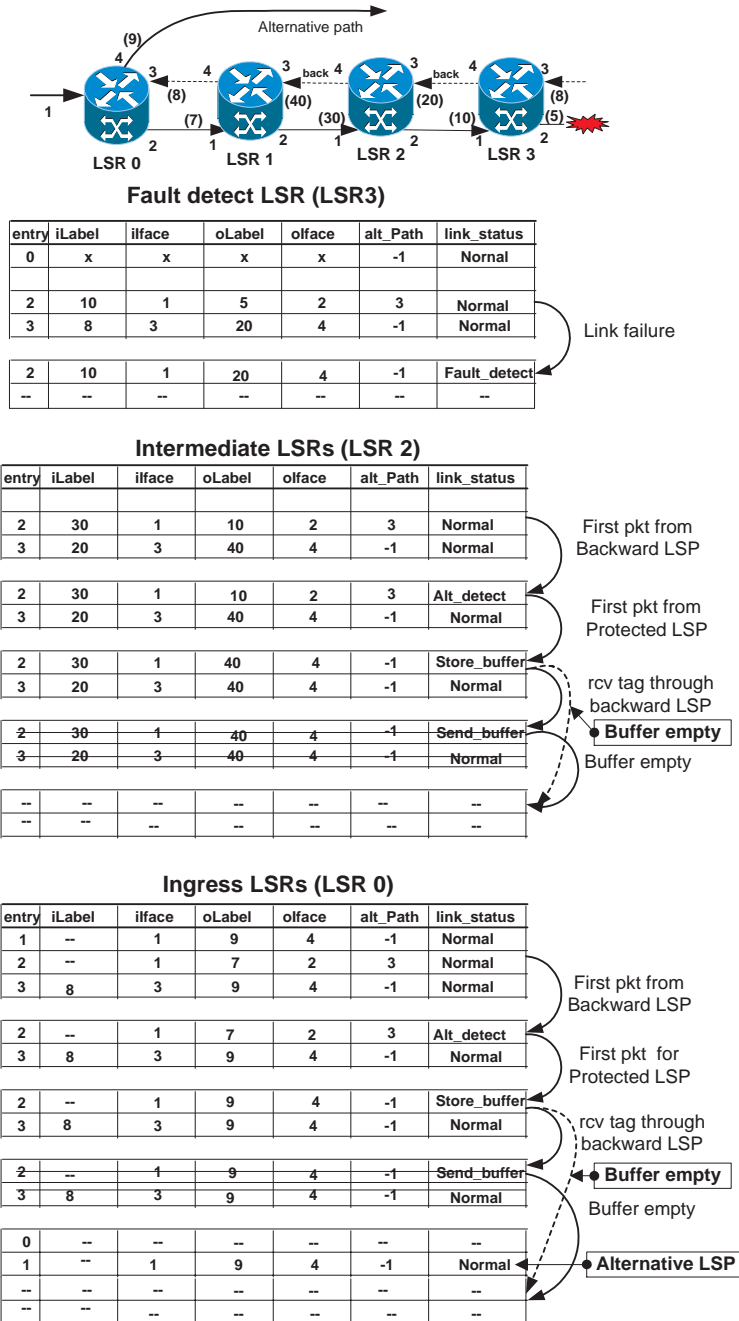 Alternative path
(9)
4 3 4 3 back 4 3 back 4 3
(8) (40) (20) (8)
1 (7) (30) (10) (5)
2 1 2 1 2 1 2
LSR 0 LSR 1 LSR 2 LSR 3
Fault detect LSR (LSR3)
entry iLabel iIface oLabel oIface alt_Path link_status
0 x x x x -1 Nornal
2 10 1 5 2 3 Normal
3 8 3 20 4 -1 Normal
Link failure
2 10 1 20 4 -1 Fault_detect
-- -- -- -- -- -- --
Intermediate LSRs (LSR 2)
entry iLabel iIface oLabel oIface alt_Path link_status
2 30 1 10 2 3 Normal
3 20 3 40 4 -1 Normal
First pkt from
Backward LSP
2 30 1 10 2 3 Alt_detect
3 20 3 40 4 -1 Normal
First pkt from
Protected LSP
2 30 1 40 4 -1 Store_buffer
3 20 3 40 4 -1 Normal
rcv tag through
backward LSP
Buffer empty
2 30 1 40 4 -1 Send_buffer
3 20 3 40 4 -1 Normal
Buffer empty
-- -- -- -- -- -- --
-- -- -- -- -- -- --
Ingress LSRs (LSR 0)
entry iLabel iIface oLabel oIface alt_Path link_status
1 -- 1 9 4 -1 Normal
2 -- 1 7 2 3 Normal
3 8 3 9 4 -1 Normal
First pkt from
Backward LSP
2 -- 1 7 2 3 Alt_detect
3 8 3 9 4 -1 Normal
First pkt for
Protected LSP
2 -- 1 9 4 -1 Store_buffer
3 8 3 9 4 -1 Normal
rcv tag through
backward LSP
Buffer empty
2 -- 1 9 4 -1 Send_buffer
3 8 3 9 4 -1 Normal
Buffer empty
0 -- -- -- -- -- --
1 -- 1 9 4 -1 Normal
Alternative LSP
-- -- -- -- -- -- --
-- -- -- -- -- -- --